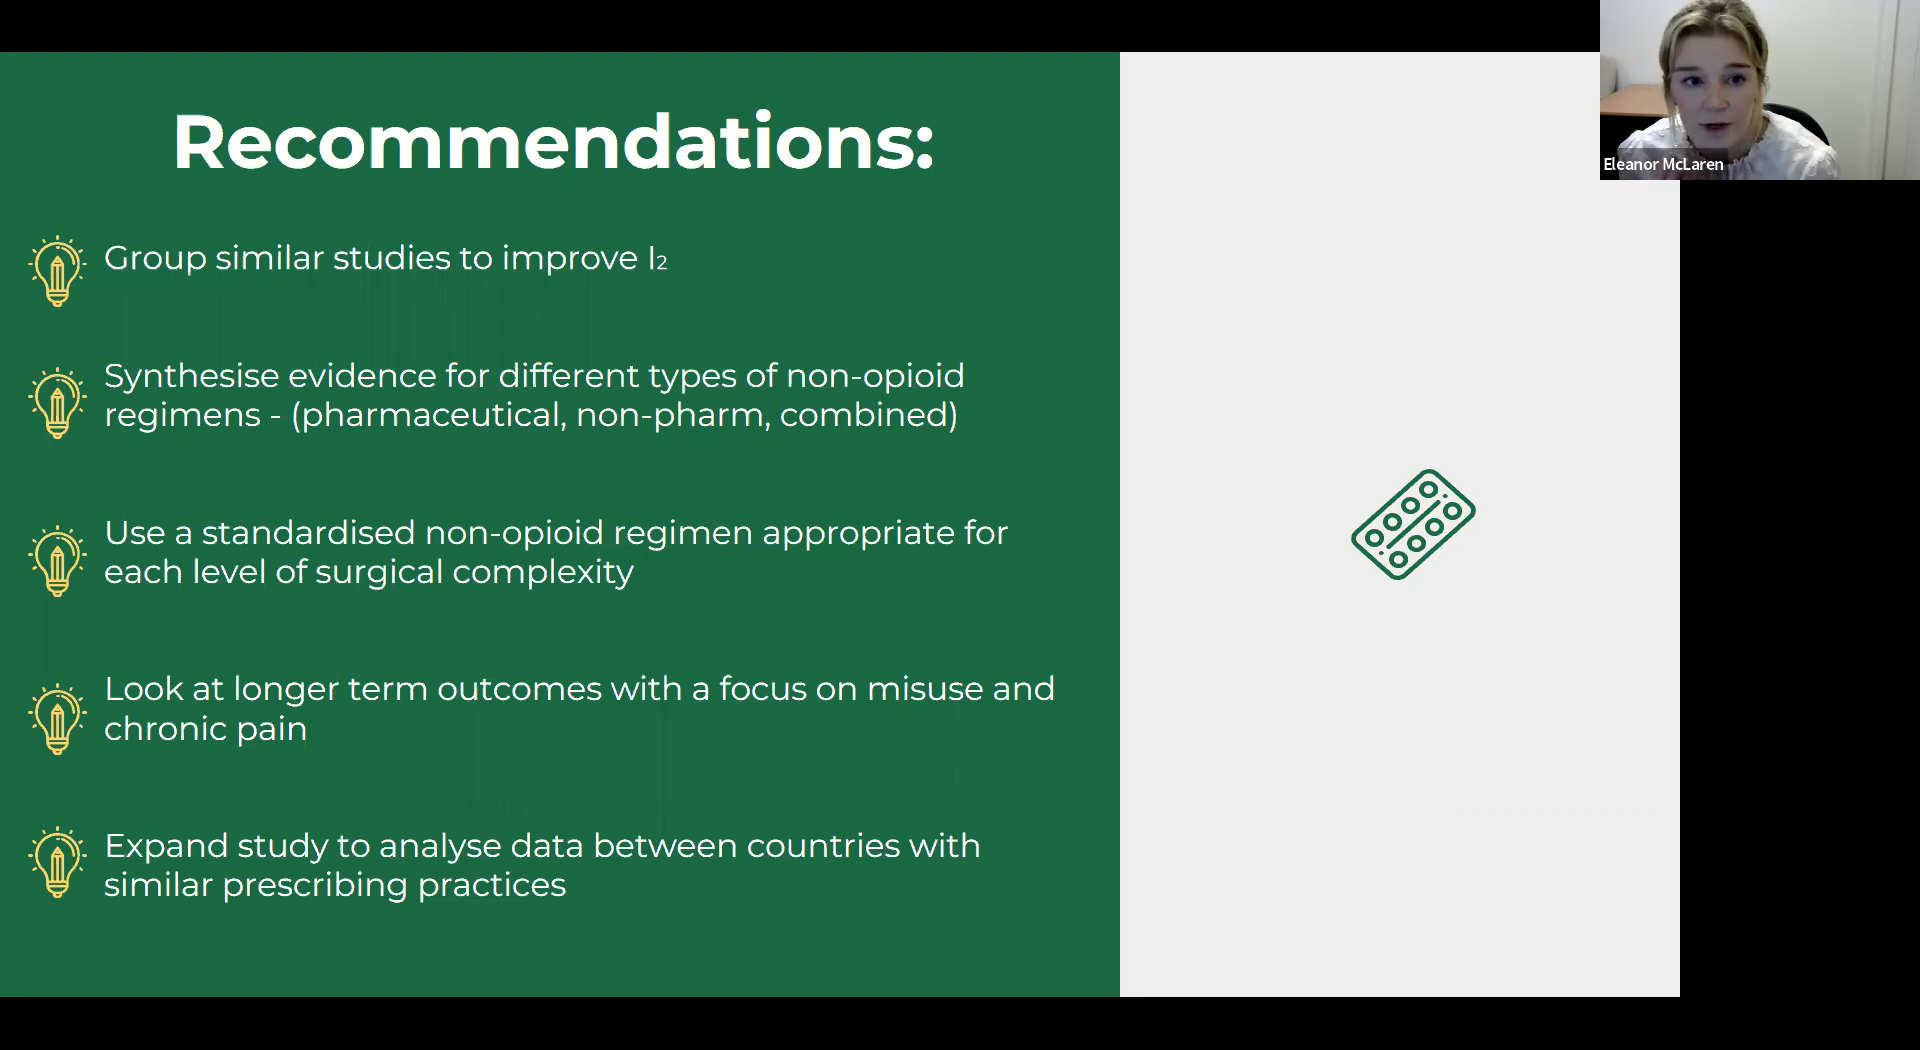 Recommendations:
Group similar studies to improve I₂
Synthesise evidence for different types of non-opioid
regimens - (pharmaceutical, non-pharm, combined)
Use a standardised non-opioid regimen appropriate for
each level of surgical complexity
Look at longer term outcomes with a focus on misuse and
chronic pain
Expand study to analyse data between countries with
similar prescribing practices
Eleanor McLaren